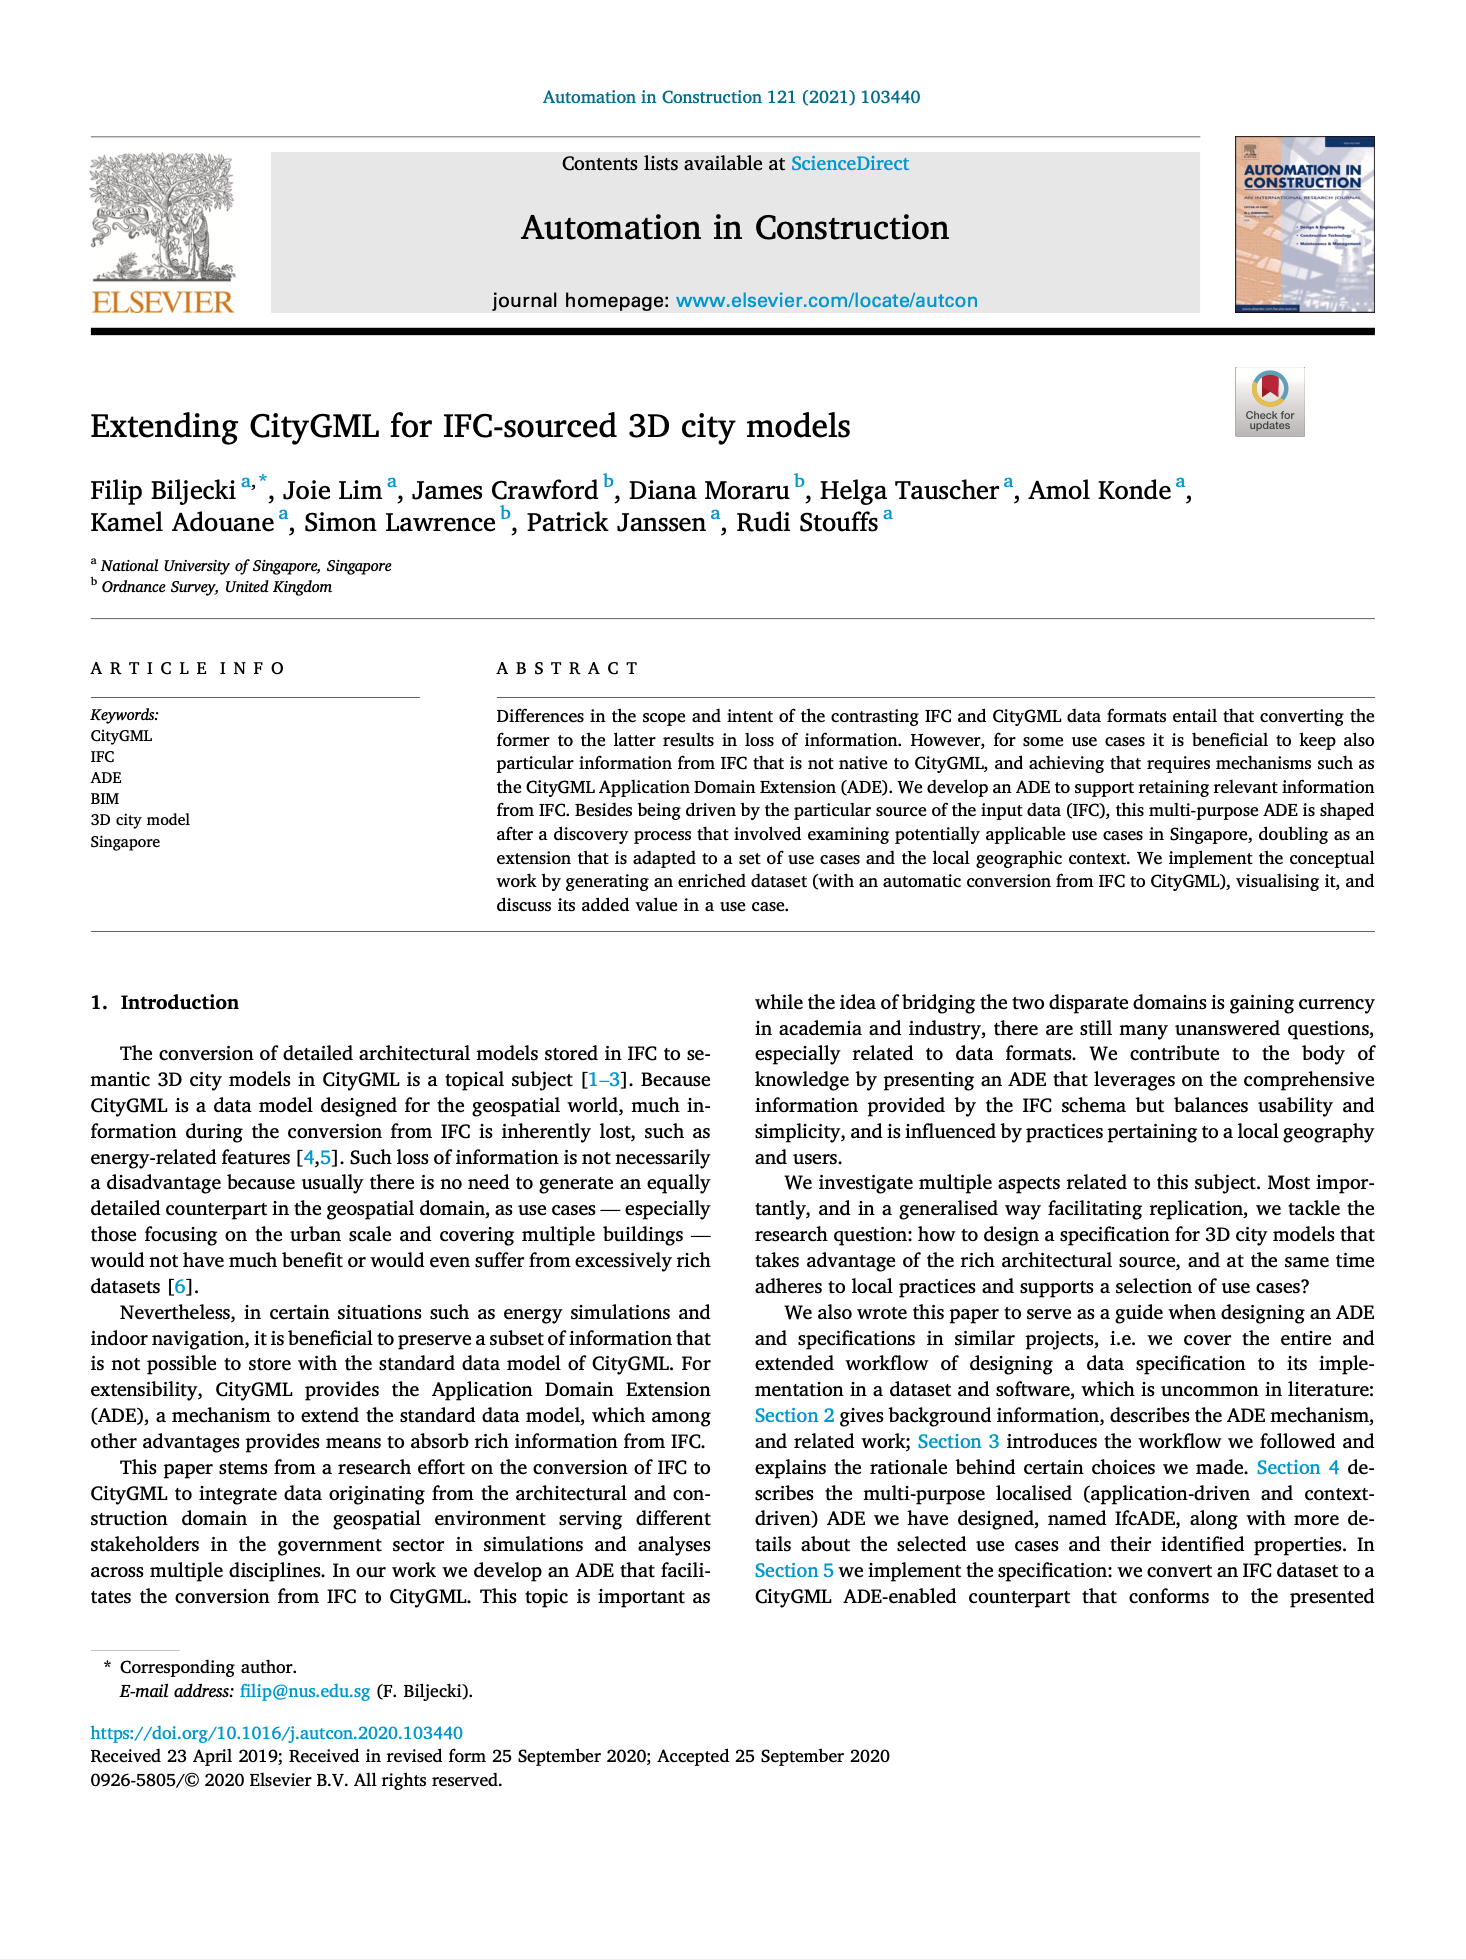 Automation in Construction 121 (2021) 103440
Contents lists available at ScienceDirect
Automation in Construction
journal homepage: www.elsevier.com/locate/autcon
ELSEVIER
AUTOMATION IN
CONSTRUCTION
AN INTERNATIONAL RESEARCH JOURNAL
• Design & Engineering
• Construction Technology
• Maintenance & Management
Check for
updates
Extending CityGML for IFC-sourced 3D city models
Filip Biljecki a,*, Joie Lim a, James Crawford b, Diana Moraru b, Helga Tauscher a, Amol Konde a,
Kamel Adouane a, Simon Lawrence b, Patrick Janssen a, Rudi Stouffs a
a National University of Singapore, Singapore
b Ordnance Survey, United Kingdom
ARTICLE INFO
Keywords:
CityGML
IFC
ADE
BIM
3D city model
Singapore
ABSTRACT
Differences in the scope and intent of the contrasting IFC and CityGML data formats entail that converting the
former to the latter results in loss of information. However, for some use cases it is beneficial to keep also
particular information from IFC that is not native to CityGML, and achieving that requires mechanisms such as
the CityGML Application Domain Extension (ADE). We develop an ADE to support retaining relevant information
from IFC. Besides being driven by the particular source of the input data (IFC), this multi-purpose ADE is shaped
after a discovery process that involved examining potentially applicable use cases in Singapore, doubling as an
extension that is adapted to a set of use cases and the local geographic context. We implement the conceptual
work by generating an enriched dataset (with an automatic conversion from IFC to CityGML), visualising it, and
discuss its added value in a use case.
1. Introduction
The conversion of detailed architectural models stored in IFC to se-
mantic 3D city models in CityGML is a topical subject [1–3]. Because
CityGML is a data model designed for the geospatial world, much in-
formation during the conversion from IFC is inherently lost, such as
energy-related features [4,5]. Such loss of information is not necessarily
a disadvantage because usually there is no need to generate an equally
detailed counterpart in the geospatial domain, as use cases — especially
those focusing on the urban scale and covering multiple buildings —
would not have much benefit or would even suffer from excessively rich
datasets [6].
Nevertheless, in certain situations such as energy simulations and
indoor navigation, it is beneficial to preserve a subset of information that
is not possible to store with the standard data model of CityGML. For
extensibility, CityGML provides the Application Domain Extension
(ADE), a mechanism to extend the standard data model, which among
other advantages provides means to absorb rich information from IFC.
This paper stems from a research effort on the conversion of IFC to
CityGML to integrate data originating from the architectural and con-
struction domain in the geospatial environment serving different
stakeholders in the government sector in simulations and analyses
across multiple disciplines. In our work we develop an ADE that facili-
tates the conversion from IFC to CityGML. This topic is important as
while the idea of bridging the two disparate domains is gaining currency
in academia and industry, there are still many unanswered questions,
especially related to data formats. We contribute to the body of
knowledge by presenting an ADE that leverages on the comprehensive
information provided by the IFC schema but balances usability and
simplicity, and is influenced by practices pertaining to a local geography
and users.
We investigate multiple aspects related to this subject. Most impor-
tantly, and in a generalised way facilitating replication, we tackle the
research question: how to design a specification for 3D city models that
takes advantage of the rich architectural source, and at the same time
adheres to local practices and supports a selection of use cases?
We also wrote this paper to serve as a guide when designing an ADE
and specifications in similar projects, i.e. we cover the entire and
extended workflow of designing a data specification to its imple-
mentation in a dataset and software, which is uncommon in literature:
Section 2 gives background information, describes the ADE mechanism,
and related work; Section 3 introduces the workflow we followed and
explains the rationale behind certain choices we made. Section 4 de-
scribes the multi-purpose localised (application-driven and context-
driven) ADE we have designed, named IfcADE, along with more de-
tails about the selected use cases and their identified properties. In
Section 5 we implement the specification: we convert an IFC dataset to a
CityGML ADE-enabled counterpart that conforms to the presented
* Corresponding author.
E-mail address: filip@nus.edu.sg (F. Biljecki).
https://doi.org/10.1016/j.autcon.2020.103440
Received 23 April 2019; Received in revised form 25 September 2020; Accepted 25 September 2020
0926-5805/© 2020 Elsevier B.V. All rights reserved.